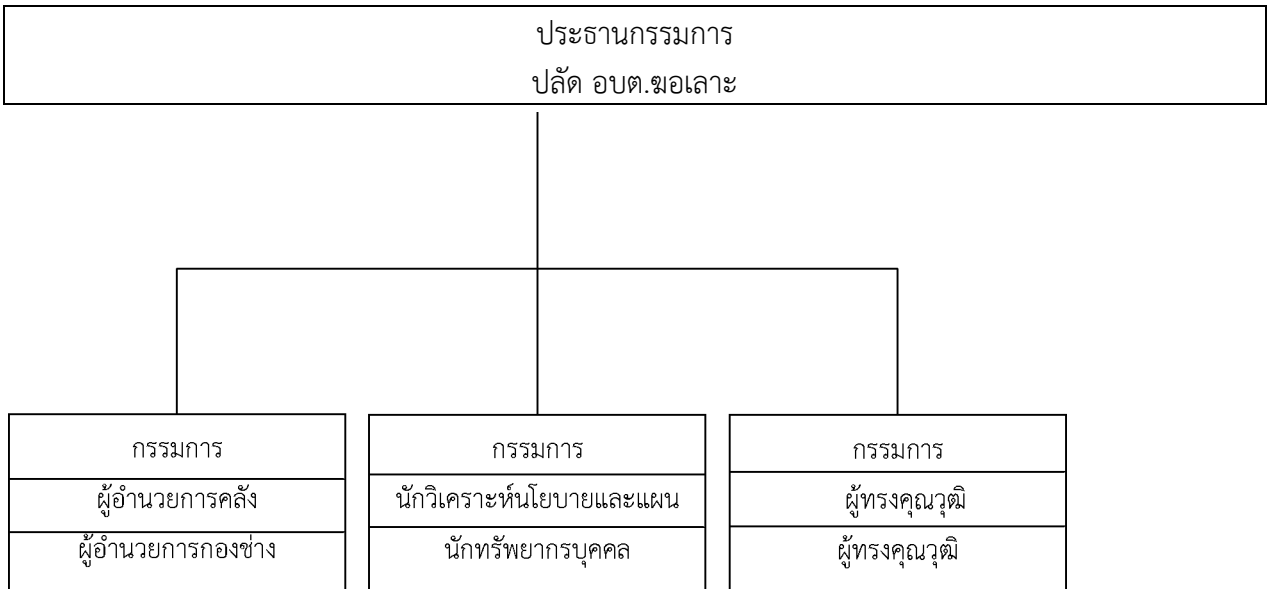 ประธานกรรมการ
ปลัด อบต.ฆอเลาะ
กรรมการ
ผู้อำนวยการคลัง
ผู้อำนวยการกองช่าง
กรรมการ
นักวิเคราะห์นโยบายและแผน
นักทรัพยากรบุคคล
กรรมการ
ผู้ทรงคุณวุฒิ
ผู้ทรงคุณวุฒิ